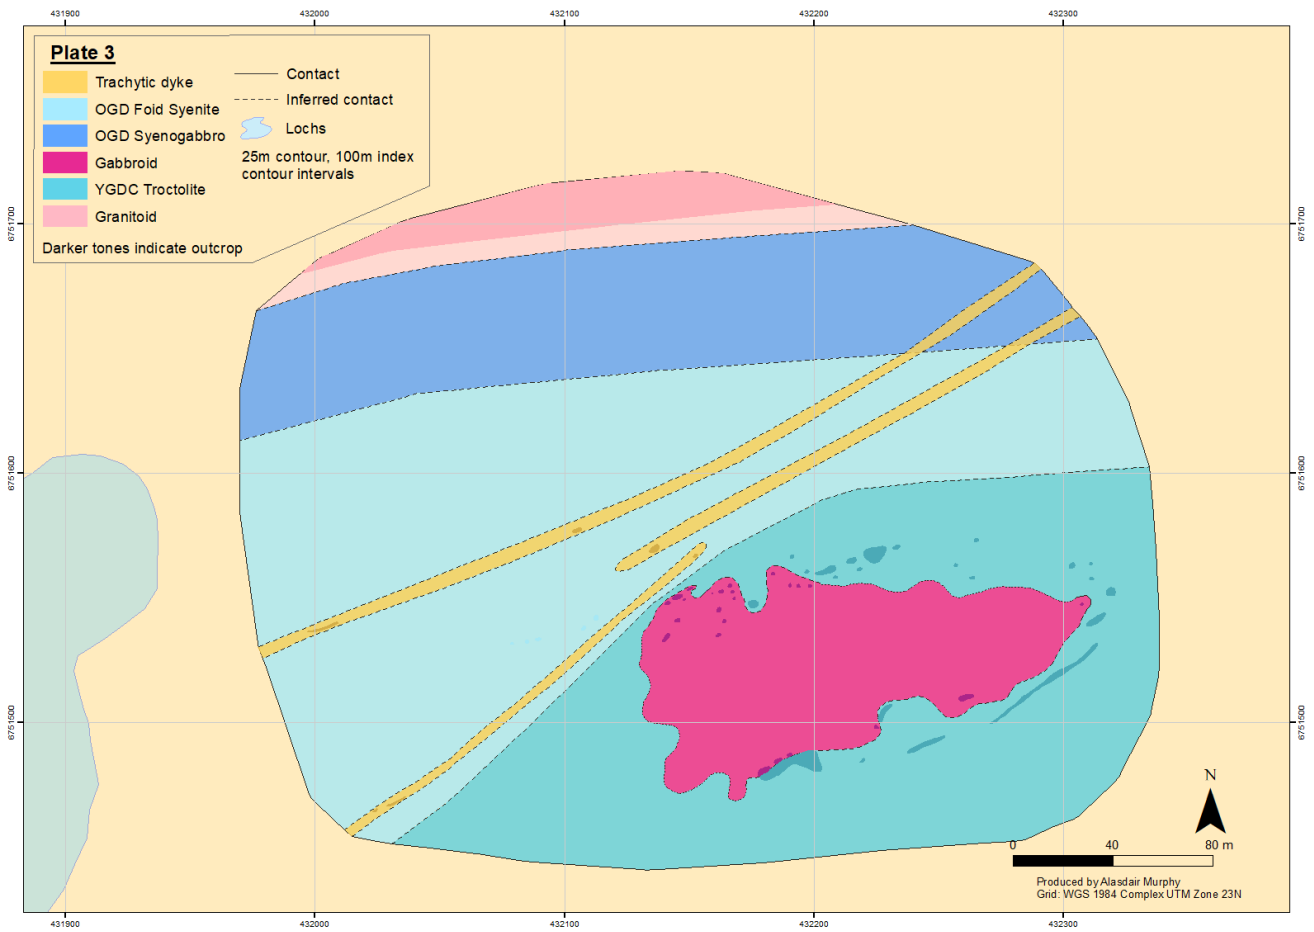 431900 432000 432100 432200 432300
Plate 3
Trachytic dyke
OGD Foid Syenite
OGD Syenogabbro
Gabbroid
YGDC Troctolite
Granitoid
Darker tones indicate outcrop
Contact
Inferred contact
Lochs
25m contour, 100m index
contour intervals
6751700 6751700
6751600 6751600
6751500 6751500
N
0 40 80 m
Produced by Alasdair Murphy
Grid: WGS 1984 Complex UTM Zone 23N
431900 432000 432100 432200 432300